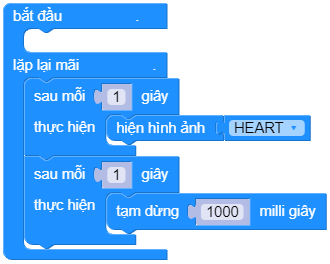 bắt đầu .
lặp lại mãi .
sau mỗi 1 giây
thực hiện hiện hình ảnh HEART
sau mỗi 1 giây
thực hiện tạm dừng 1000 milli giây